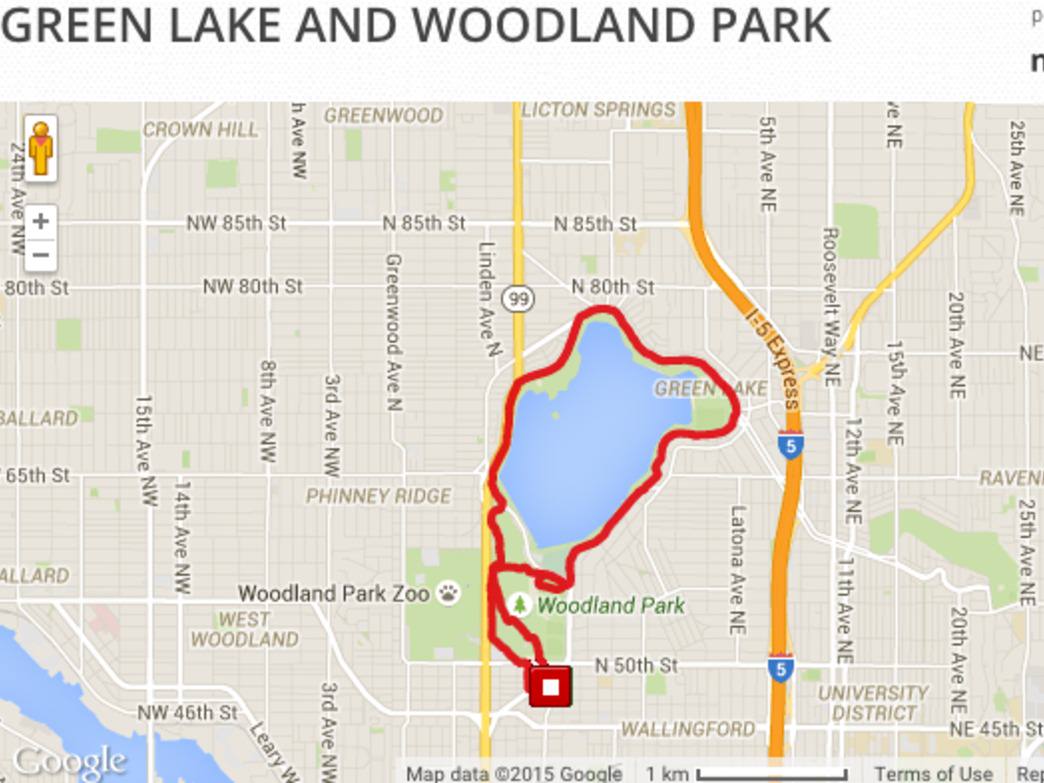 GREEN LAKE AND WOODLAND PARK
p
n
CROWN HILL
GREENWOOD
LICTON SPRINGS
h Ave NW
24th Ave NW
5th Ave NE
ve NE
25th Ave NE
NW 85th St
N 85th St
N 85th St
80th St
NW 80th St
N 80th St
Greenwood Ave N
Linden Ave N
99
Roosevelt Way NE
I-5 Express
20th Ave NE
NE
15th Ave NE
8th Ave NW
3rd Ave NW
GREEN LAKE
BALLARD
15th Ave NW
5
12th Ave NE
65th St
14th Ave NW
PHINNEY RIDGE
RAVEN
25th Ave NE
Latona Ave NE
11th Ave NE
ALLARD
Woodland Park Zoo
Woodland Park
WEST
WOODLAND
20th Ave NE
N 50th St
5
3rd Ave NW
UNIVERSITY
DISTRICT
NW 46th St
Leary W
WALLINGFORD
NE 45th St
Google
Map data ©2015 Google
1 km
Terms of Use
Rep